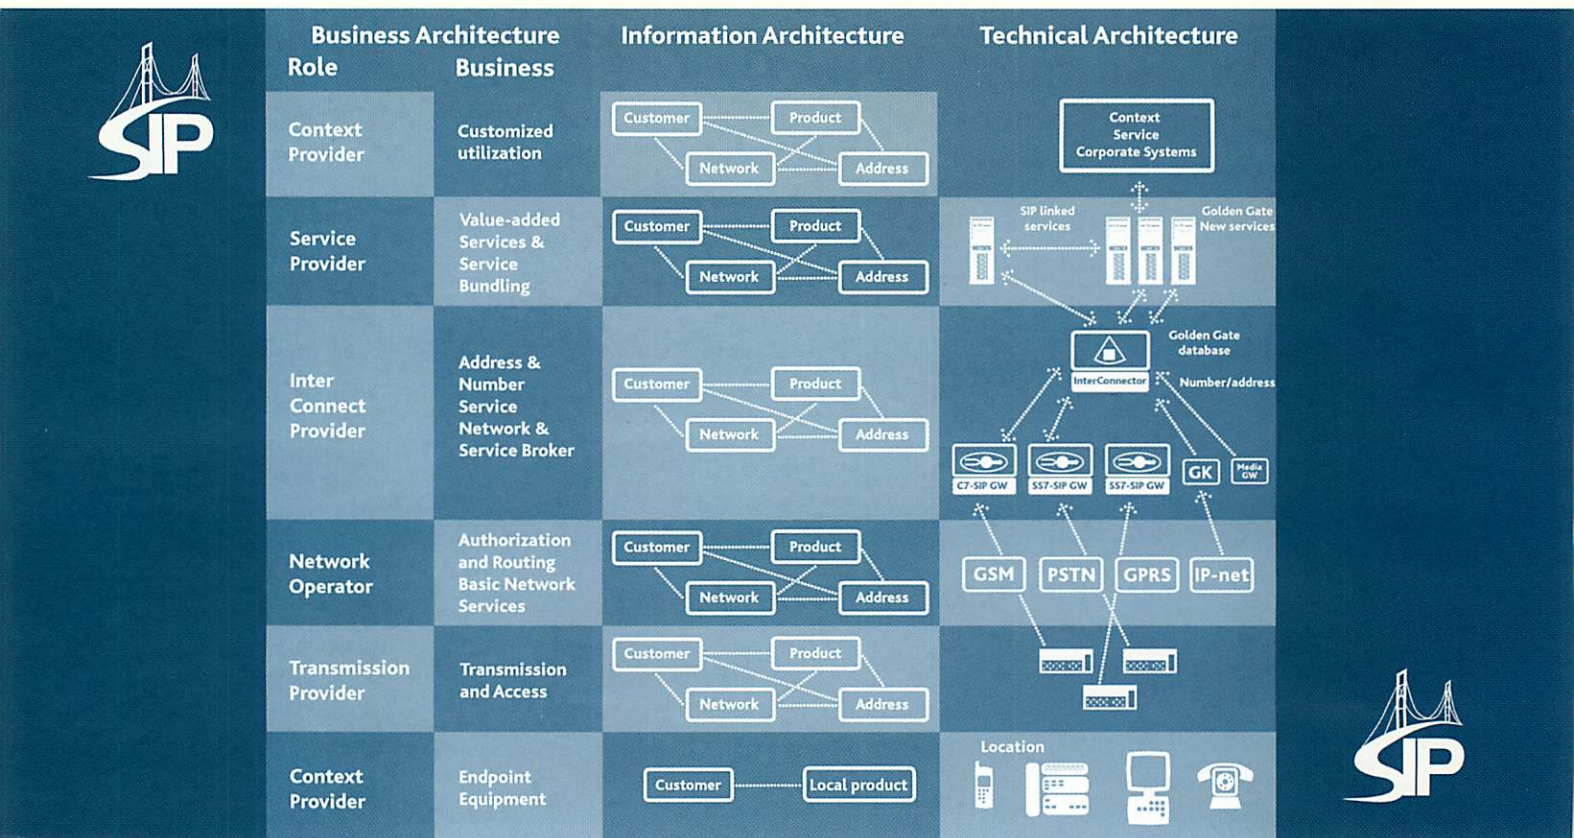 SIP
Business Architecture
Information Architecture
Technical Architecture
Role
Business
Context
Provider
Customized
utilization
Customer
Product
Network
Address
Context
Service
Corporate Systems
Service
Provider
Value-added
Services &
Service
Bundling
Customer
Product
Network
Address
SIP linked
services
Golden Gate
New services
Inter
Connect
Provider
Address &
Number
Service
Network &
Service Broker
Customer
Product
Network
Address
Golden Gate
database
InterConnector
Number/address
C7-SIP GW
SS7-SIP GW
SS7-SIP GW
GK
Media
GW
Network
Operator
Authorization
and Routing
Basic Network
Services
Customer
Product
Network
Address
GSM
PSTN
GPRS
IP-net
Transmission
Provider
Transmission
and Access
Customer
Product
Network
Address
Context
Provider
Endpoint
Equipment
Customer
Local product
Location
SIP